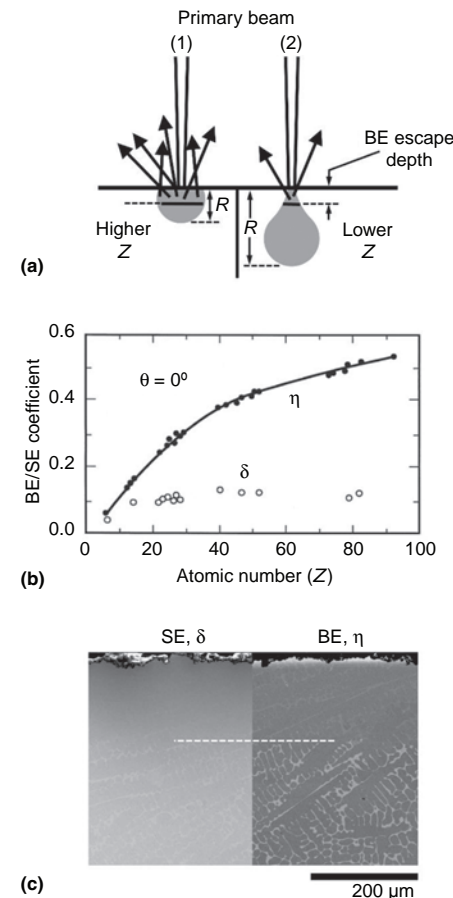 Primary beam
(1) (2)
BE escape
depth
R R
Higher
Z
Lower
Z
(a)
0.6
θ = 0º
0.4
η
BE/SE coefficient
0.2
δ
0.0
0 20 40 60 80 100
(b)
Atomic number (Z)
SE, δ BE, η
(c)
200 µm